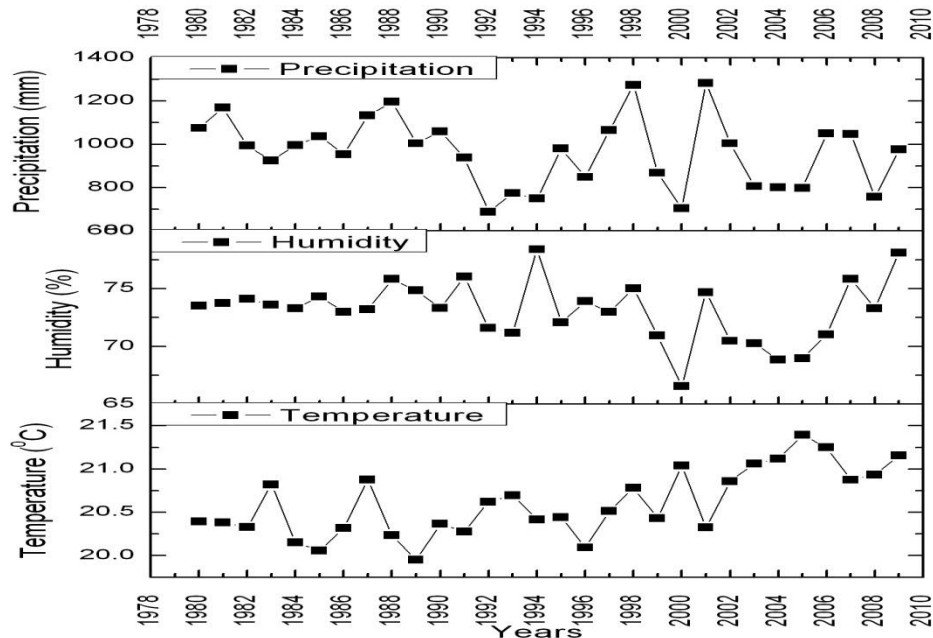 1978 1980 1982 1984 1986 1988 1990 1992 1994 1996 1998 2000 2002 2004 2006 2008 2010
1400
Precipitation
1200
1000
800
600
Precipitation (mm)
80
Humidity
75
70
65
Humidity (%)
Temperature
21.5
21.0
20.5
20.0
Temperature (⁰C)
1978 1980 1982 1984 1986 1988 1990 1992 1994 1996 1998 2000 2002 2004 2006 2008 2010
Years